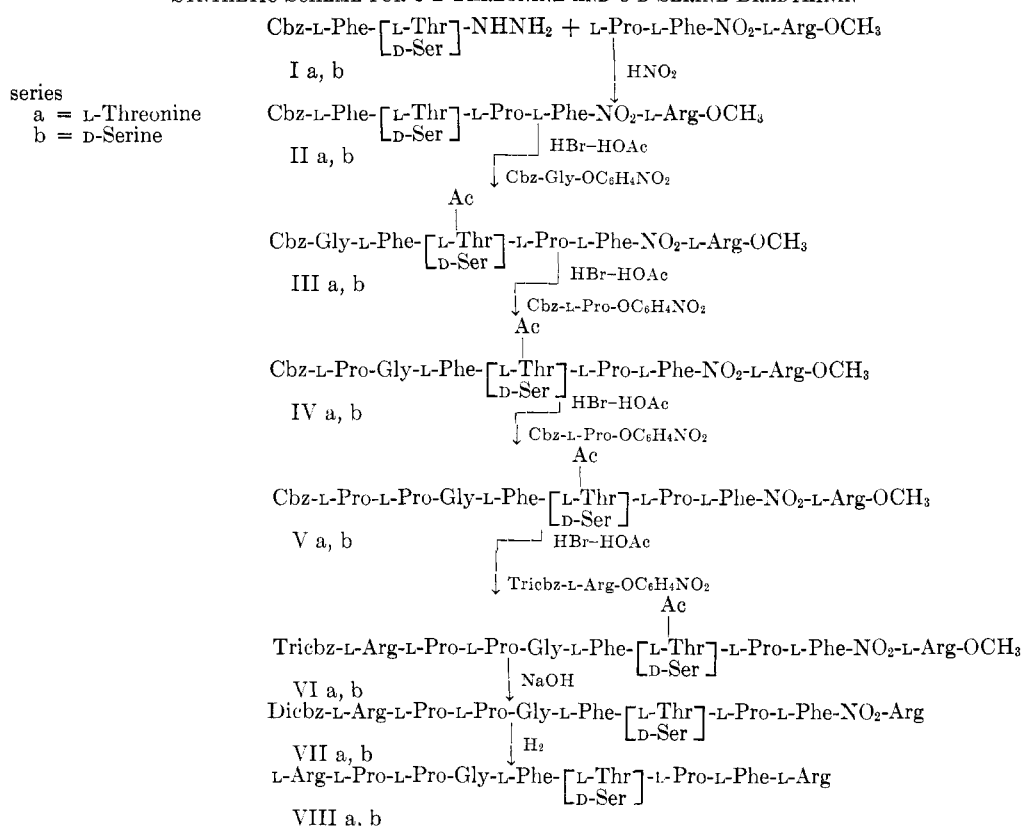 SYNTHETIC SCHEME FOR 6-L-THREONINE AND 6-D-SERINE BRADYKININ
Cbz-L-Phe-[L-Thr]-NHNH₂ + L-Pro-L-Phe-NO₂-L-Arg-OCH₃
D-Ser
I a, b
HNO₂
series
a = L-Threonine
b = D-Serine
Cbz-L-Phe-[L-Thr]-L-Pro-L-Phe-NO₂-L-Arg-OCH₃
D-Ser
II a, b
HBr–HOAc
Cbz-Gly-OC₆H₄NO₂
Ac
Cbz-Gly-L-Phe-[L-Thr]-L-Pro-L-Phe-NO₂-L-Arg-OCH₃
D-Ser
III a, b
HBr–HOAc
Cbz-L-Pro-OC₆H₄NO₂
Ac
Cbz-L-Pro-Gly-L-Phe-[L-Thr]-L-Pro-L-Phe-NO₂-L-Arg-OCH₃
D-Ser
IV a, b
HBr–HOAc
Cbz-L-Pro-OC₆H₄NO₂
Ac
Cbz-L-Pro-L-Pro-Gly-L-Phe-[L-Thr]-L-Pro-L-Phe-NO₂-L-Arg-OCH₃
D-Ser
V a, b
HBr–HOAc
Tricbz-L-Arg-OC₆H₄NO₂
Ac
Tricbz-L-Arg-L-Pro-L-Pro-Gly-L-Phe-[L-Thr]-L-Pro-L-Phe-NO₂-L-Arg-OCH₃
D-Ser
VI a, b
NaOH
Dicbz-L-Arg-L-Pro-L-Pro-Gly-L-Phe-[L-Thr]-L-Pro-L-Phe-NO₂-Arg
D-Ser
VII a, b
H₂
L-Arg-L-Pro-L-Pro-Gly-L-Phe-[L-Thr]-L-Pro-L-Phe-L-Arg
D-Ser
VIII a, b